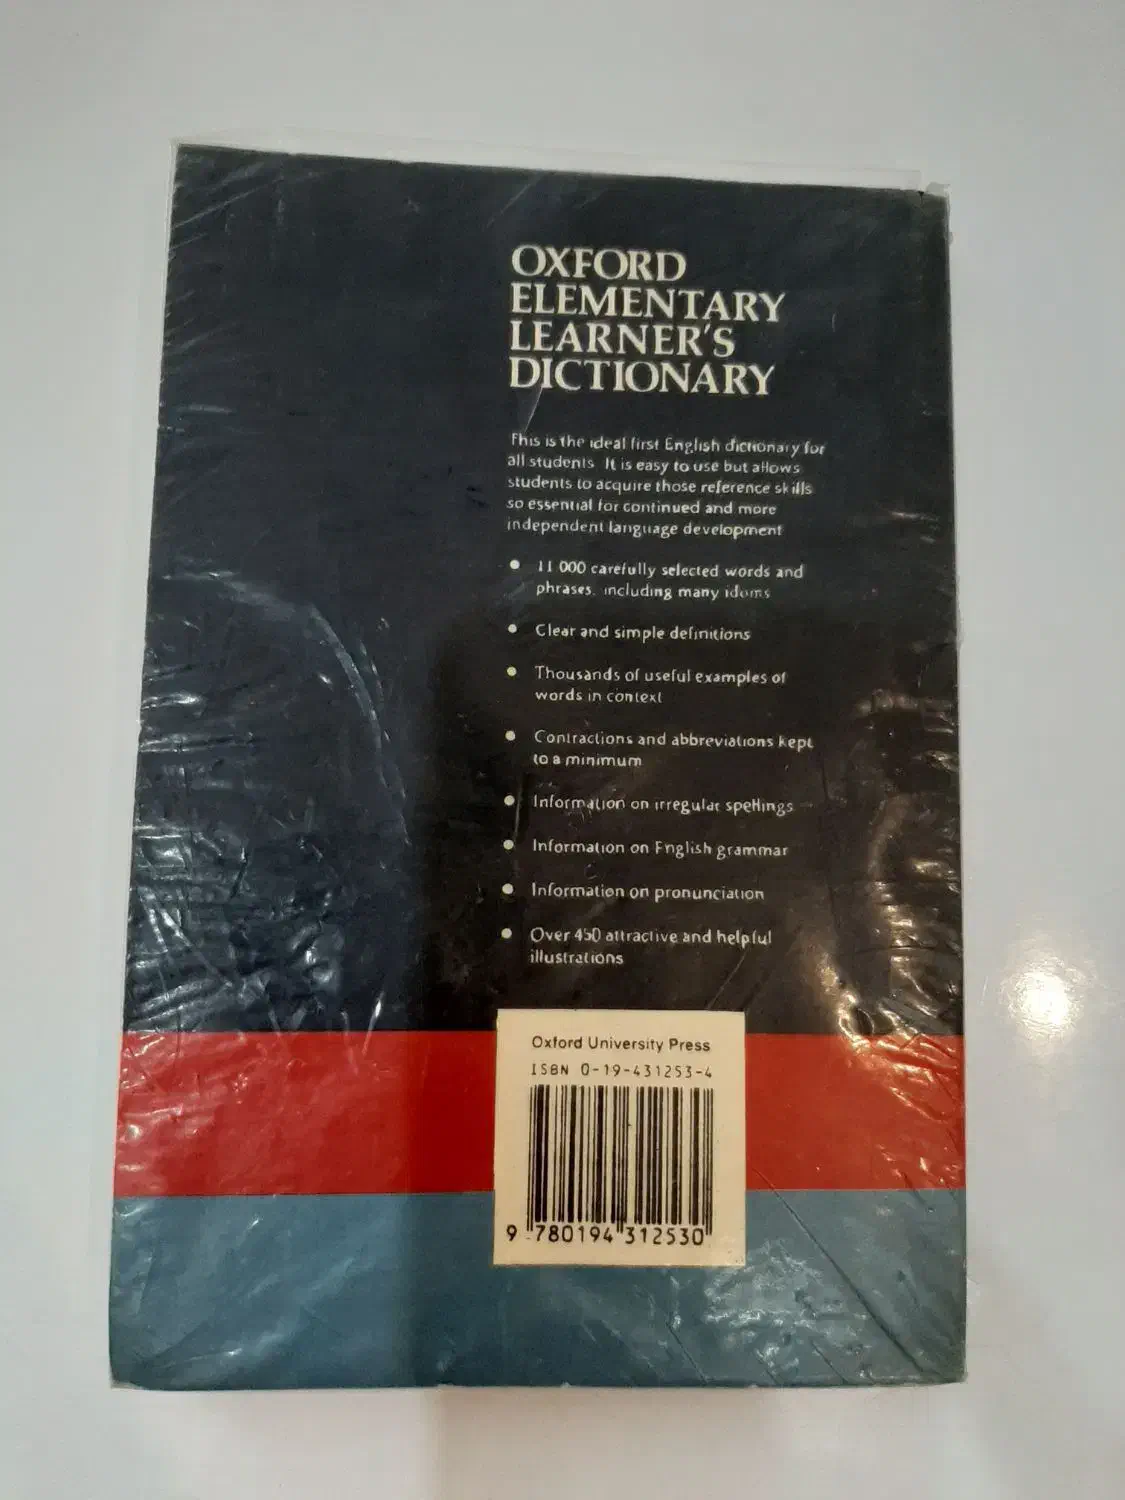 OXFORD
ELEMENTARY
LEARNER'S
DICTIONARY
This is the ideal first English dictionary for
all students. It is easy to use but allows
students to acquire those reference skills
so essential for continued and more
independent language development
• 11 000 carefully selected words and
phrases, including many idioms
• Clear and simple definitions
• Thousands of useful examples of
words in context
• Contractions and abbreviations kept
to a minimum
• Information on irregular spellings
• Information on English grammar
• Information on pronunciation
• Over 450 attractive and helpful
illustrations
Oxford University Press
ISBN 0-19-431253-4
9 780194 312530